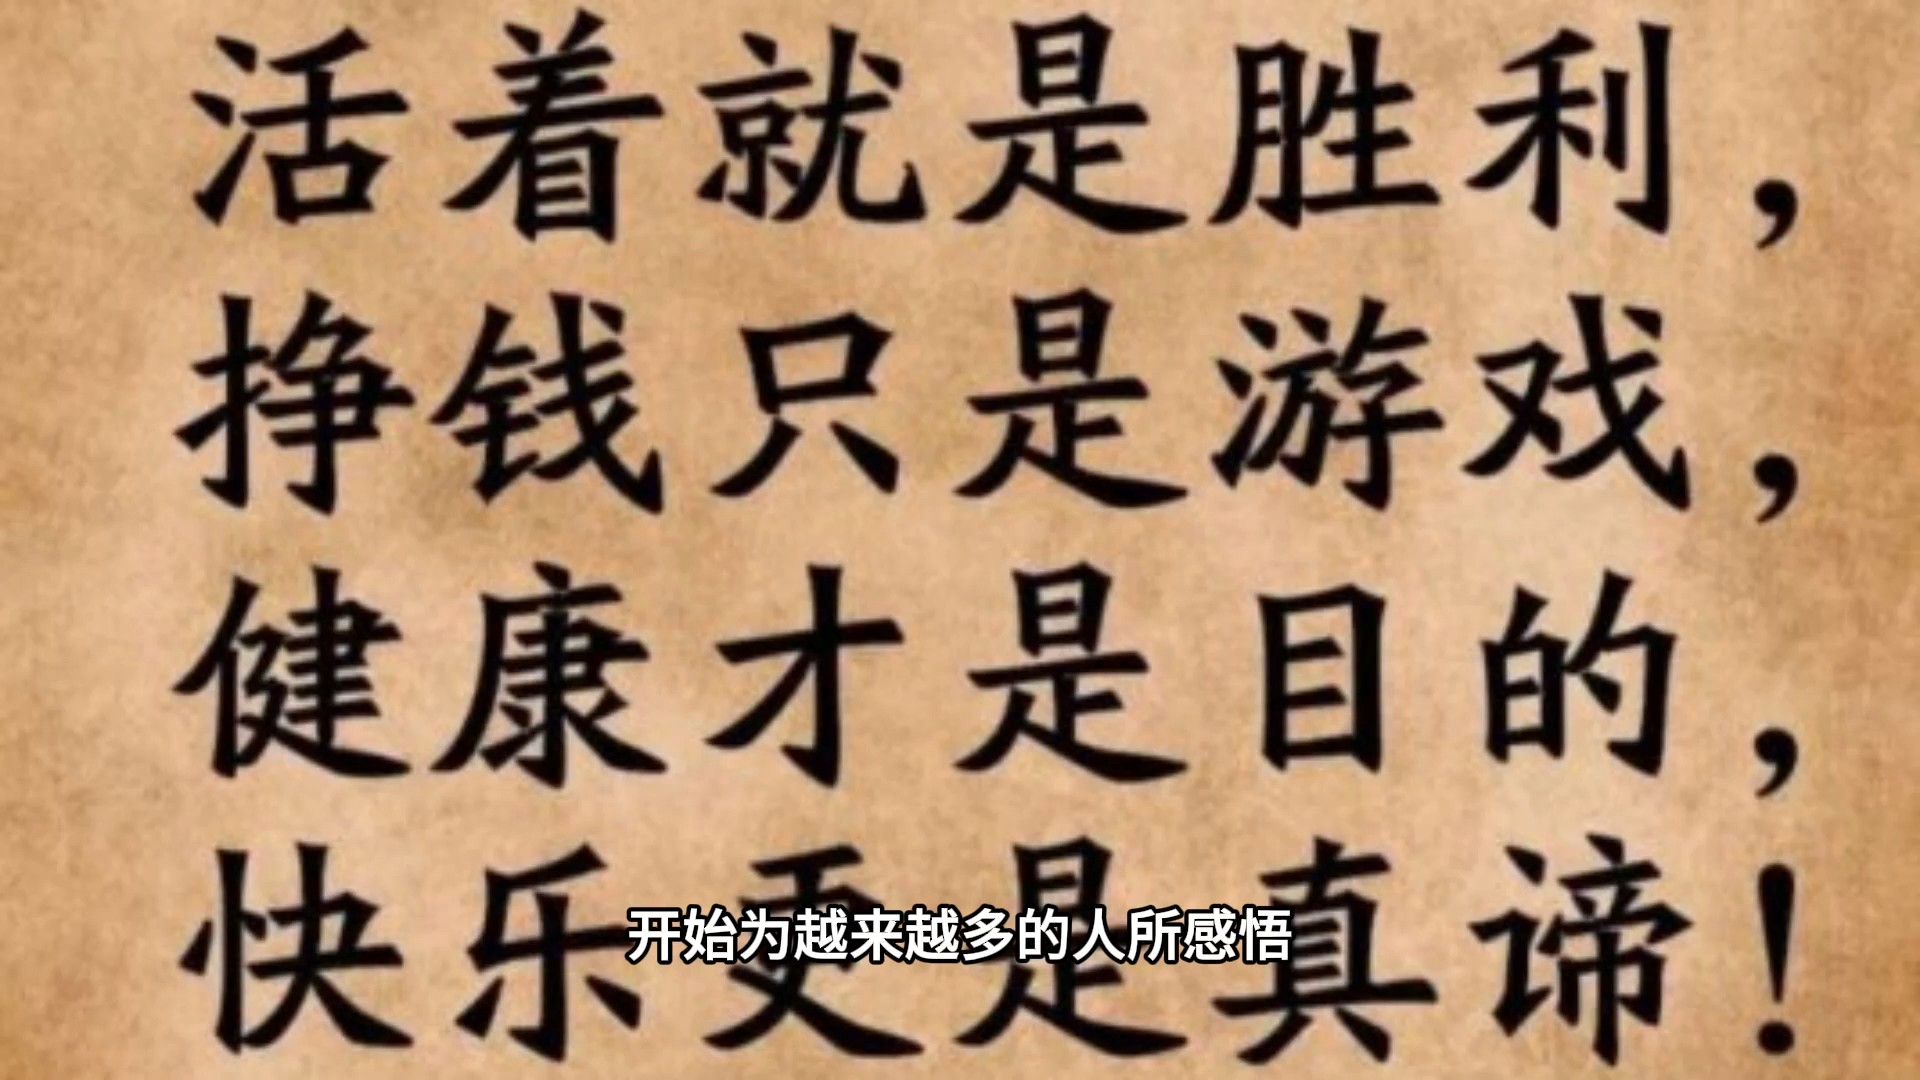 活着就是胜利，
挣钱只是游戏，
健康才是目的，
快乐更是真谛！
开始为越来越多的人所感悟